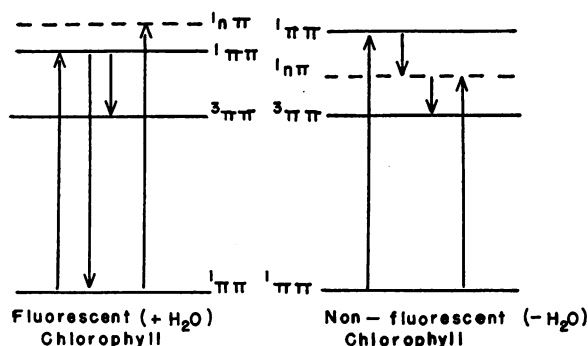 ¹nπ
¹ππ
³ππ
¹ππ
Fluorescent (+ H₂O)
Chlorophyll
¹ππ
¹nπ
³ππ
¹ππ
Non - fluorescent (- H₂O)
Chlorophyll